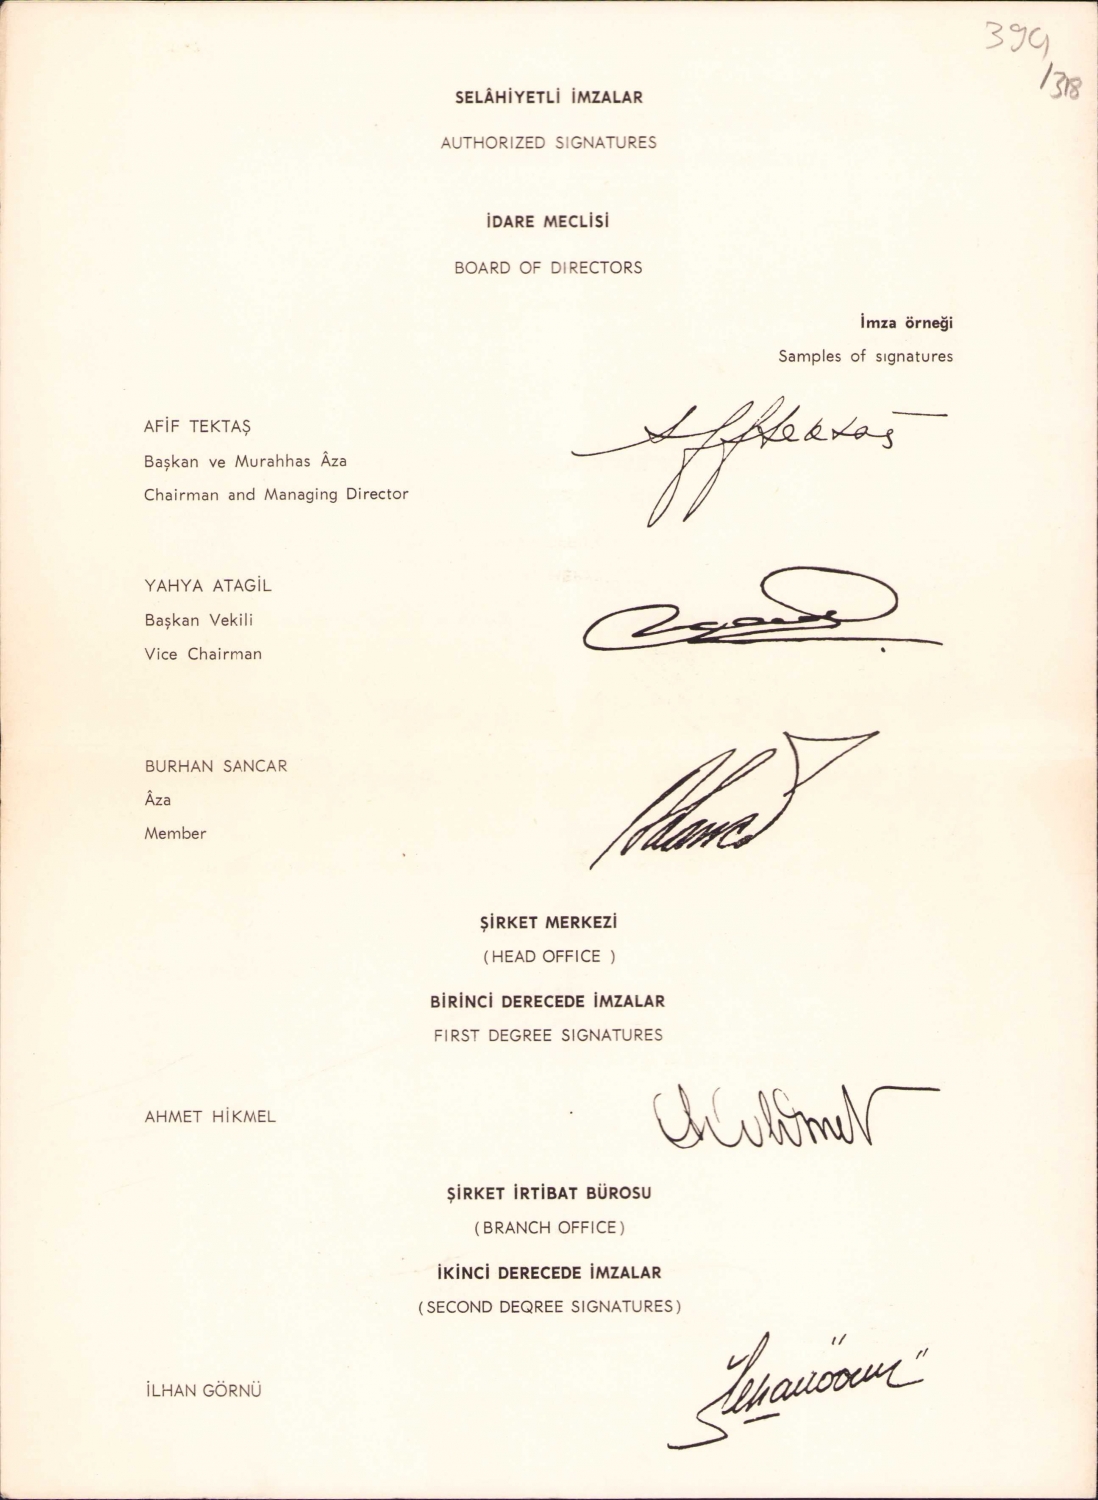 399
/318
SELÂHİYETLİ İMZALAR
AUTHORIZED SIGNATURES
İDARE MECLİSİ
BOARD OF DIRECTORS
İmza örneği
Samples of sıgnatures
AFİF TEKTAŞ
Başkan ve Murahhas Âza
Chairman and Managing Director
YAHYA ATAGİL
Başkan Vekili
Vice Chairman
BURHAN SANCAR
Âza
Member
ŞİRKET MERKEZİ
(HEAD OFFICE )
BİRİNCİ DERECEDE İMZALAR
FIRST DEGREE SIGNATURES
AHMET HİKMEL
ŞİRKET İRTİBAT BÜROSU
(BRANCH OFFICE)
İKİNCİ DERECEDE İMZALAR
(SECOND DEQREE SIGNATURES)
İLHAN GÖRNÜ